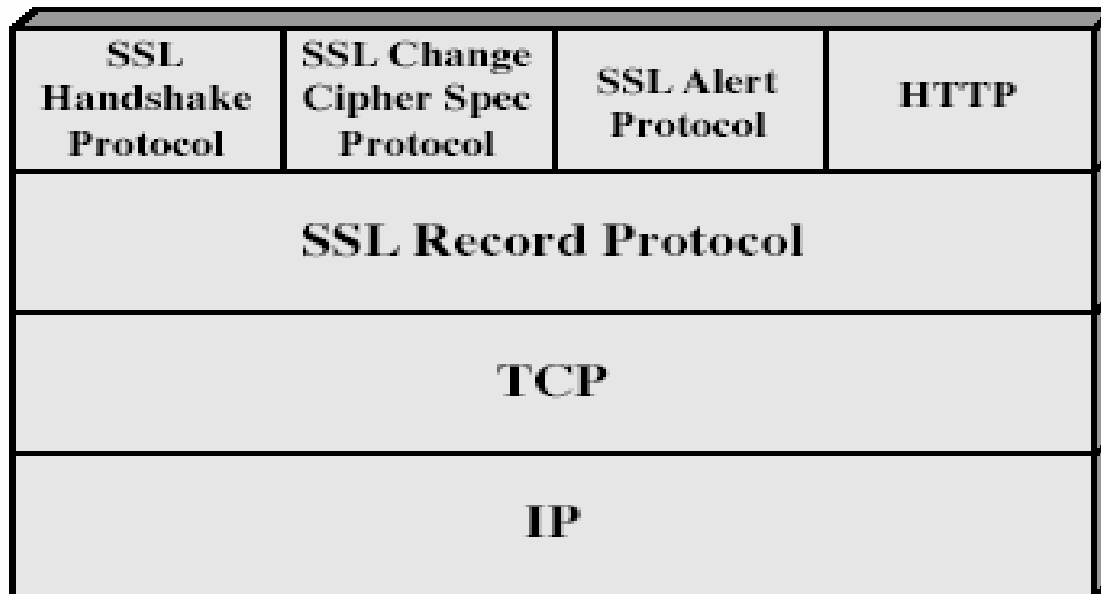 SSL
Handshake
Protocol
SSL Change
Cipher Spec
Protocol
SSL Alert
Protocol
HTTP
SSL Record Protocol
TCP
IP